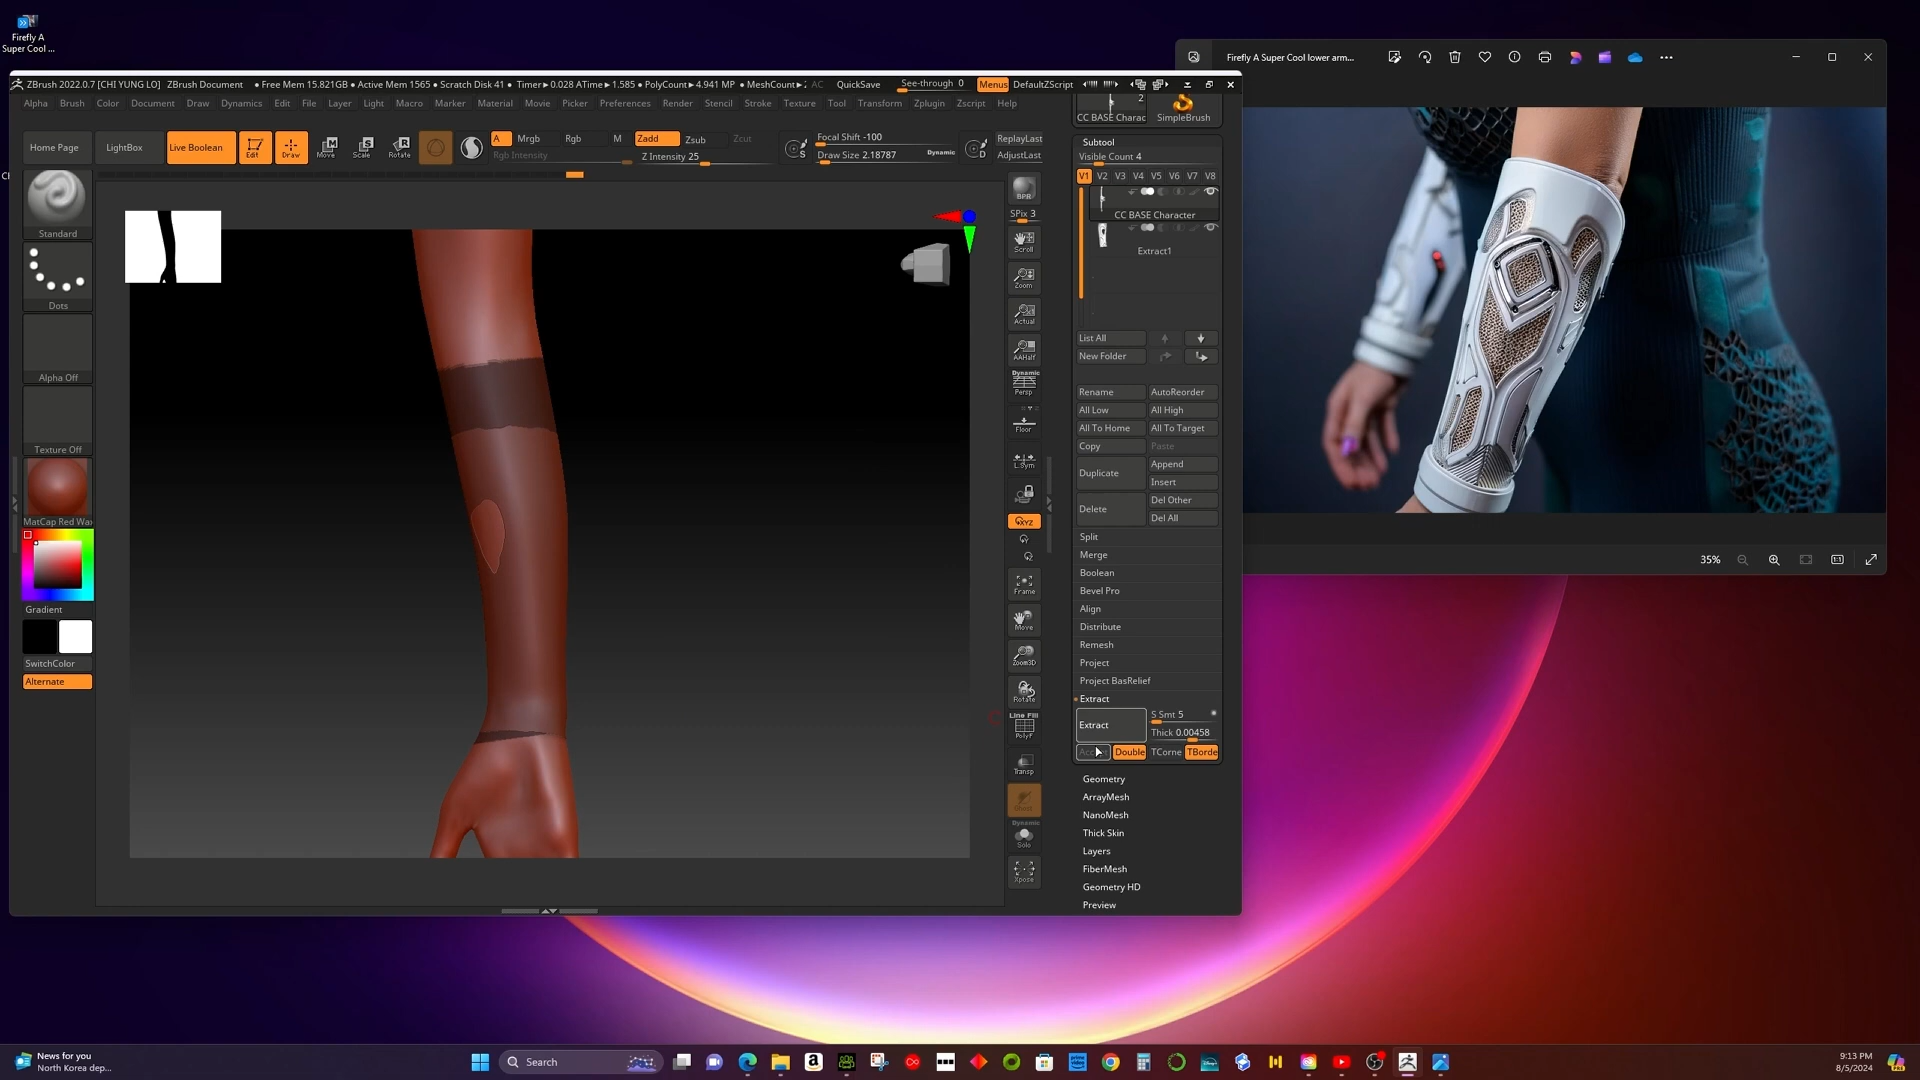 Firefly A
Super Cool ...
ZBrush 2022.0.7 [CHI YUNG LO] ZBrush Document • Free Mem 15.821GB • Active Mem 1565 • Scratch Disk 41 • Timer▸0.028 ATime▸1.585 • PolyCount▸4.941 MP • MeshCount▸ AC QuickSave See-through 0 Menus DefaultZScript
Alpha Brush Color Document Draw Dynamics Edit File Layer Light Macro Marker Material Movie Picker Preferences Render Stencil Stroke Texture Tool Transform Zplugin Zscript Help
Home Page
LightBox
Live Boolean
Edit
Draw
Move
Scale
Rotate
A
Mrgb
Rgb
M
Zadd
Zsub
Zcut
Rgb Intensity
Z Intensity 25
Focal Shift -100
Draw Size 2.18787
Dynamic
S
D
ReplayLast
AdjustLast
Standard
Dots
Alpha Off
Texture Off
MatCap Red Wax
Gradient
SwitchColor
Alternate
BPR
SPix 3
Scroll
Zoom
Actual
AAHalf
Dynamic
Persp
Floor
L.Sym
XYZ
Frame
Move
Zoom3D
Rotate
Line Fill
PolyF
Transp
Ghost
Dynamic
Solo
Xpose
2
CC BASE Charac
SimpleBrush
Subtool
Visible Count 4
V1 V2 V3 V4 V5 V6 V7 V8
CC BASE Character
Extract1
List All
New Folder
Rename
AutoReorder
All Low
All High
All To Home
All To Target
Copy
Paste
Duplicate
Append
Insert
Delete
Del Other
Del All
Split
Merge
Boolean
Bevel Pro
Align
Distribute
Remesh
Project
Project BasRelief
Extract
Extract
S Smt 5
Thick 0.00458
Double
TCorne
TBorde
Geometry
ArrayMesh
NanoMesh
Thick Skin
Layers
FiberMesh
Geometry HD
Preview
Firefly A Super Cool lower arm...
35%
News for you
North Korea dep...
Search
9:13 PM
8/5/2024